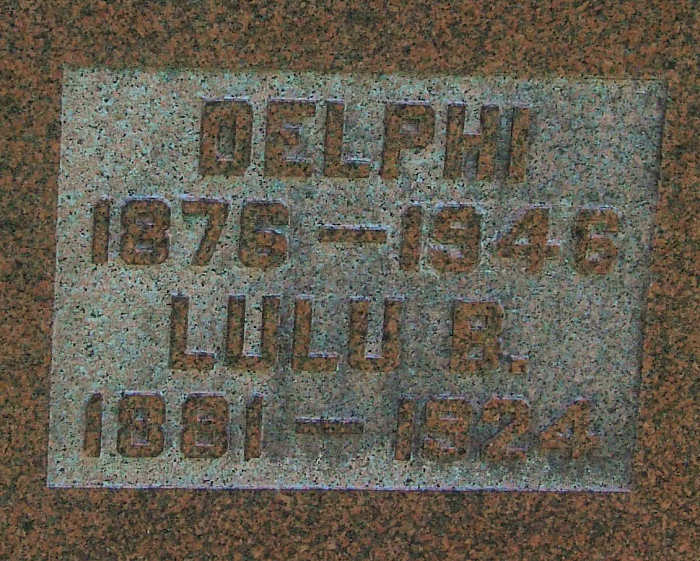 DELPHI
1876 — 1946
LULU B.
1881 — 1924